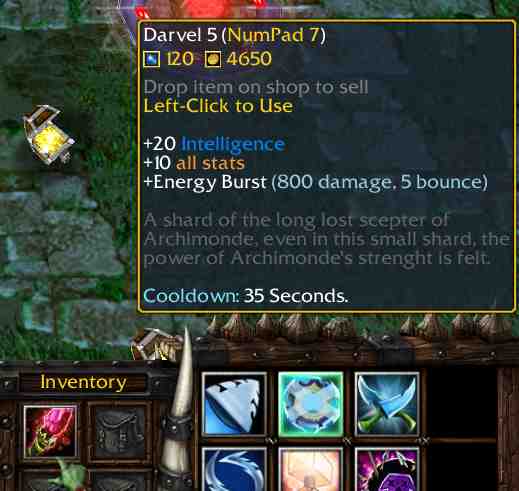 Darvel 5 (NumPad 7)
120 4650
Drop item on shop to sell
Left-Click to Use
+20 Intelligence
+10 all stats
+Energy Burst (800 damage, 5 bounce)
A shard of the long lost scepter of
Archimonde, even in this small shard, the
power of Archimonde's strenght is felt.
Cooldown: 35 Seconds.
Inventory